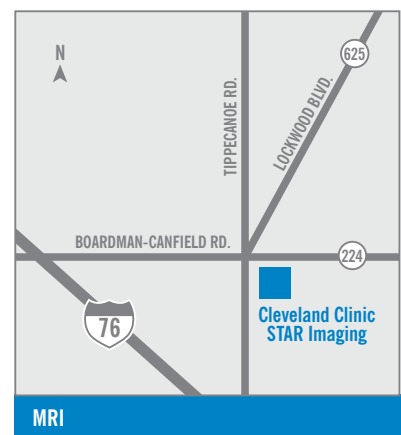 N
625
TIPPECANOE RD.
LOCKWOOD BLVD.
BOARDMAN-CANFIELD RD.
224
76
Cleveland Clinic
STAR Imaging
MRI